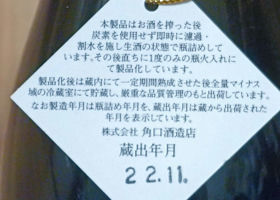 本製品はお酒を搾った後
炭素を使用せず即時に濾過・
割水を施し生酒の状態で瓶詰めして
います。その後直ちに1度のみの瓶火入れに
て製品化しています。
製品化後は蔵内にて一定期間熟成させた後全量マイナス
域の冷蔵室にて貯蔵し、厳重な品質管理のもと出荷しています。
なお製造年月は瓶詰め年月を、蔵出年月は蔵から出荷された
年月を表示しています。
株式会社 角口酒造店
蔵出年月
22.11.